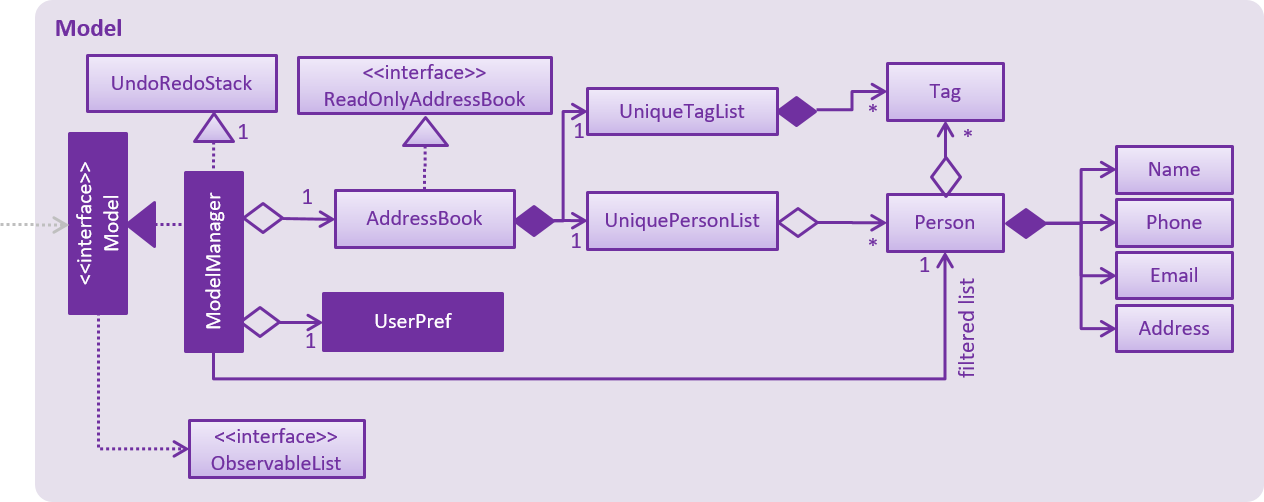 Model
UndoRedoStack
1
<<interface>>
ReadOnlyAddressBook
UniqueTagList
1
*
Tag
*
<<interface>>
Model
ModelManager
1
AddressBook
1
UniquePersonList
*
Person
1
Name
Phone
Email
Address
UserPref
1
filtered list
<<interface>>
ObservableList